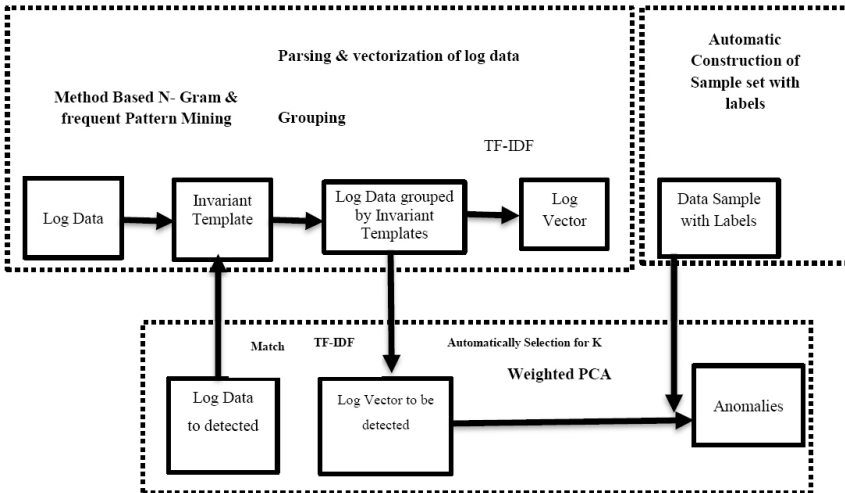 Parsing & vectorization of log data
Method Based N- Gram &
frequent Pattern Mining
Grouping
TF-IDF
Log Data
Invariant
Template
Log Data grouped
by Invariant
Templates
Log
Vector
Automatic
Construction of
Sample set with
labels
Data Sample
with Labels
Match
TF-IDF
Automatically Selection for K
Weighted PCA
Log Data
to detected
Log Vector to be
detected
Anomalies